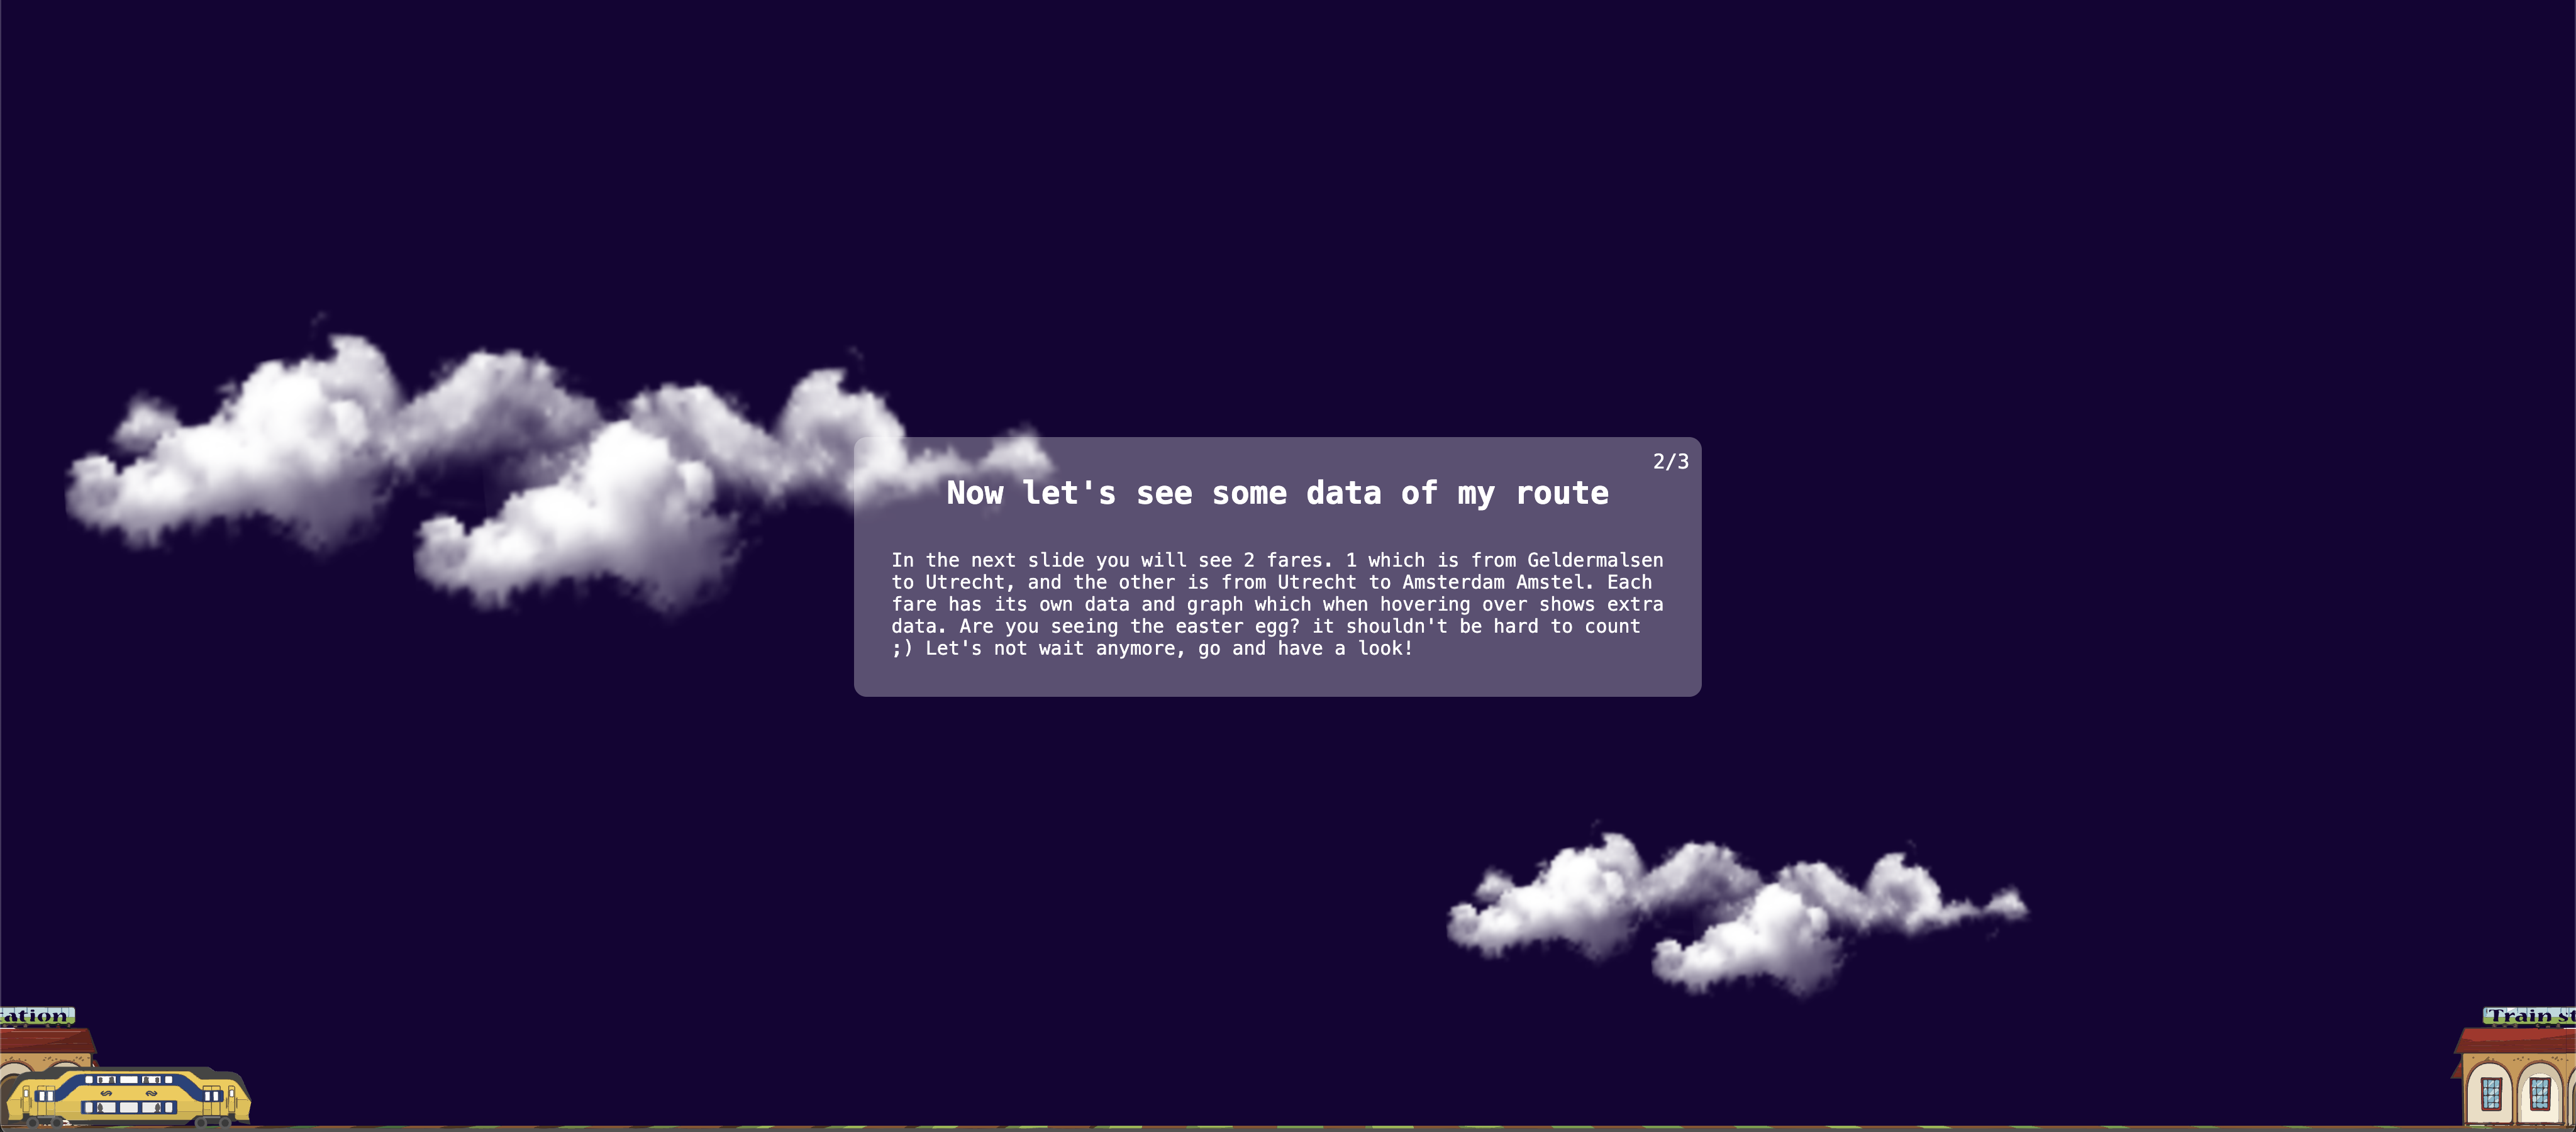 2/3
Now let's see some data of my route
In the next slide you will see 2 fares. 1 which is from Geldermalsen
to Utrecht, and the other is from Utrecht to Amsterdam Amstel. Each
fare has its own data and graph which when hovering over shows extra
data. Are you seeing the easter egg? it shouldn't be hard to count
;) Let's not wait anymore, go and have a look!
ation
Train st